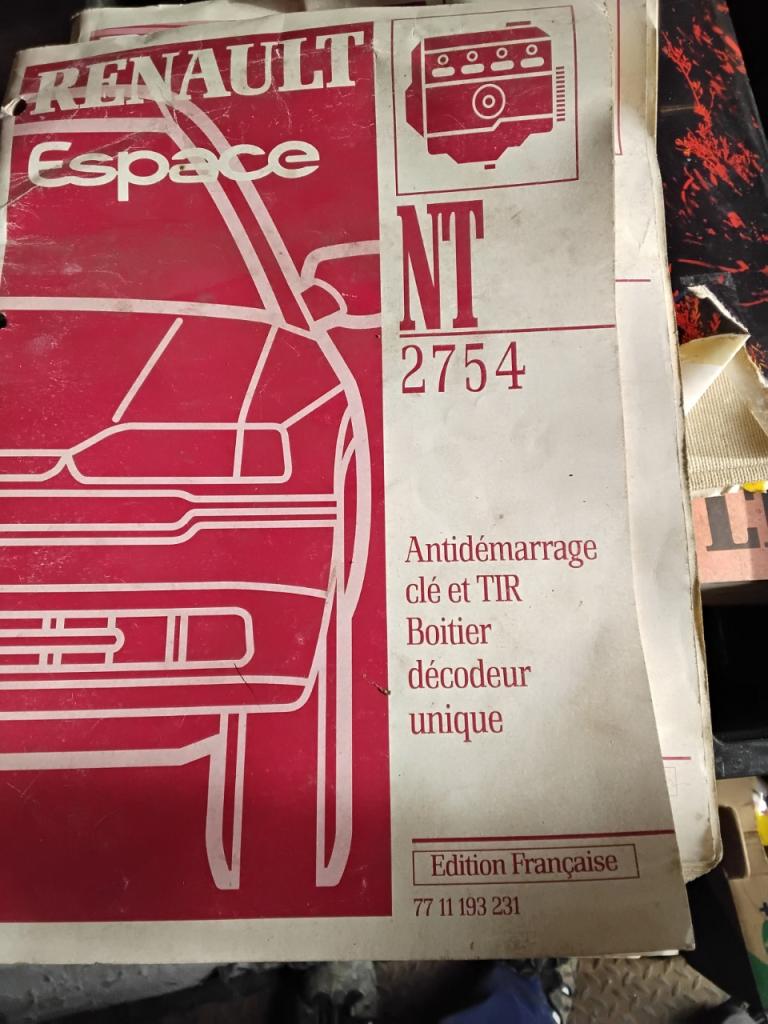 RENAULT
Espace
NT
2754
Antidémarrage
clé et TIR
Boitier
décodeur
unique
Edition Française
77 11 193 231